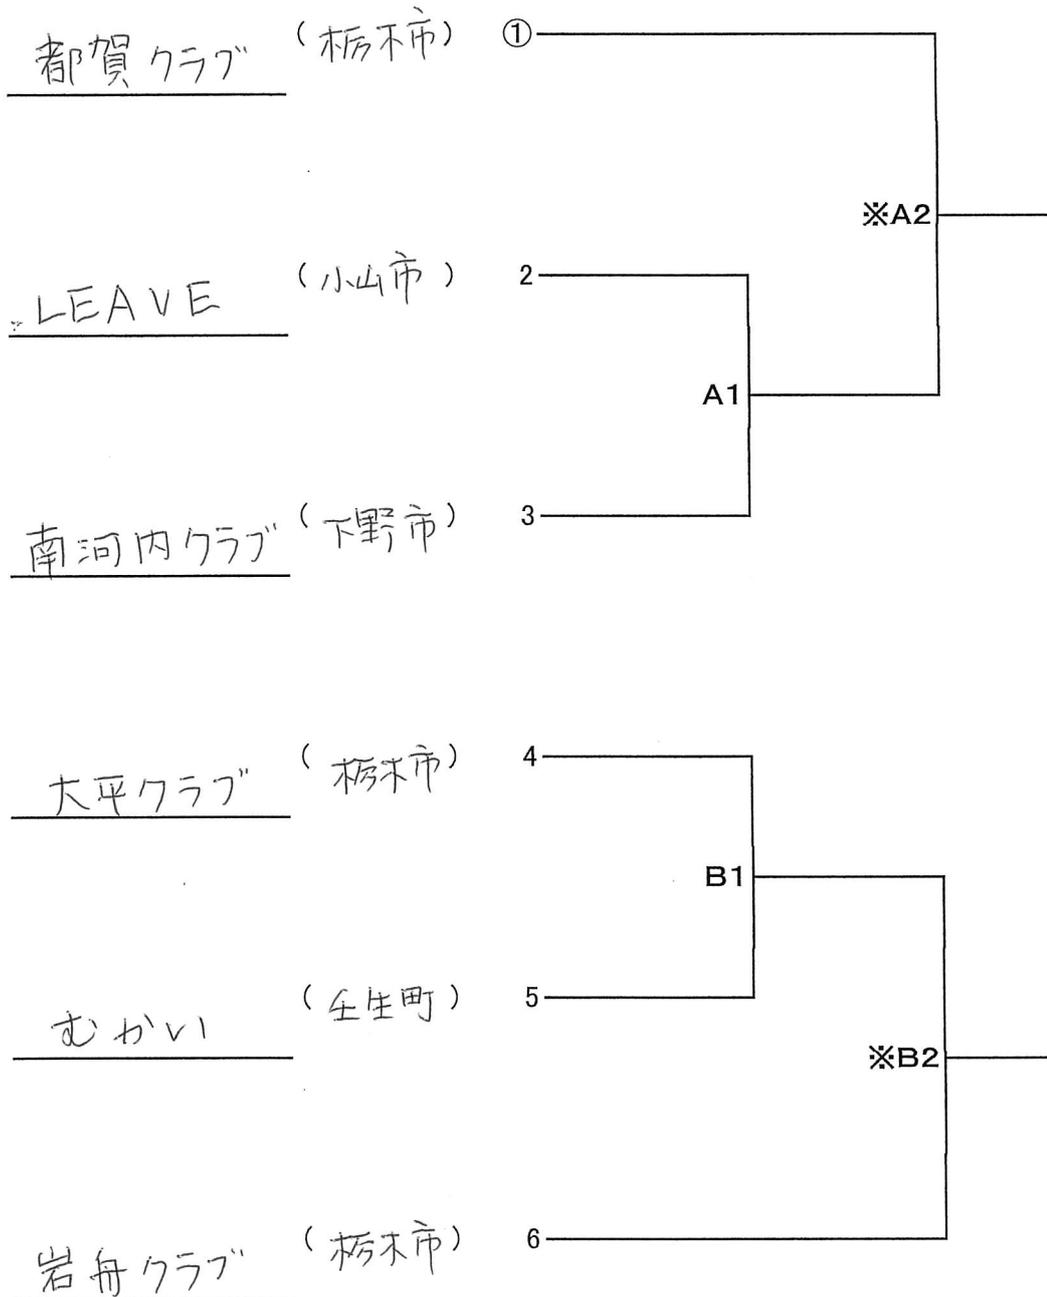 都賀クラブ (栃木市) ①
※A2
LEAVE (小山市) 2
A1
南河内クラブ (下野市) 3
大平クラブ (栃木市) 4
B1
むかい (壬生町) 5
※B2
岩舟クラブ (栃木市) 6